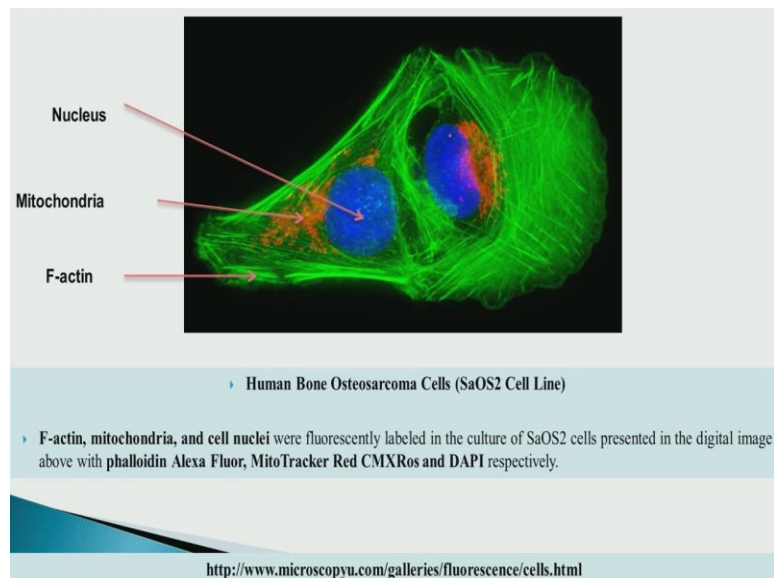 Nucleus
Mitochondria
F-actin
Human Bone Osteosarcoma Cells (SaOS2 Cell Line)
F-actin, mitochondria, and cell nuclei were fluorescently labeled in the culture of SaOS2 cells presented in the digital image
above with phalloidin Alexa Fluor, MitoTracker Red CMXRos and DAPI respectively.
http://www.microscopyu.com/galleries/fluorescence/cells.html